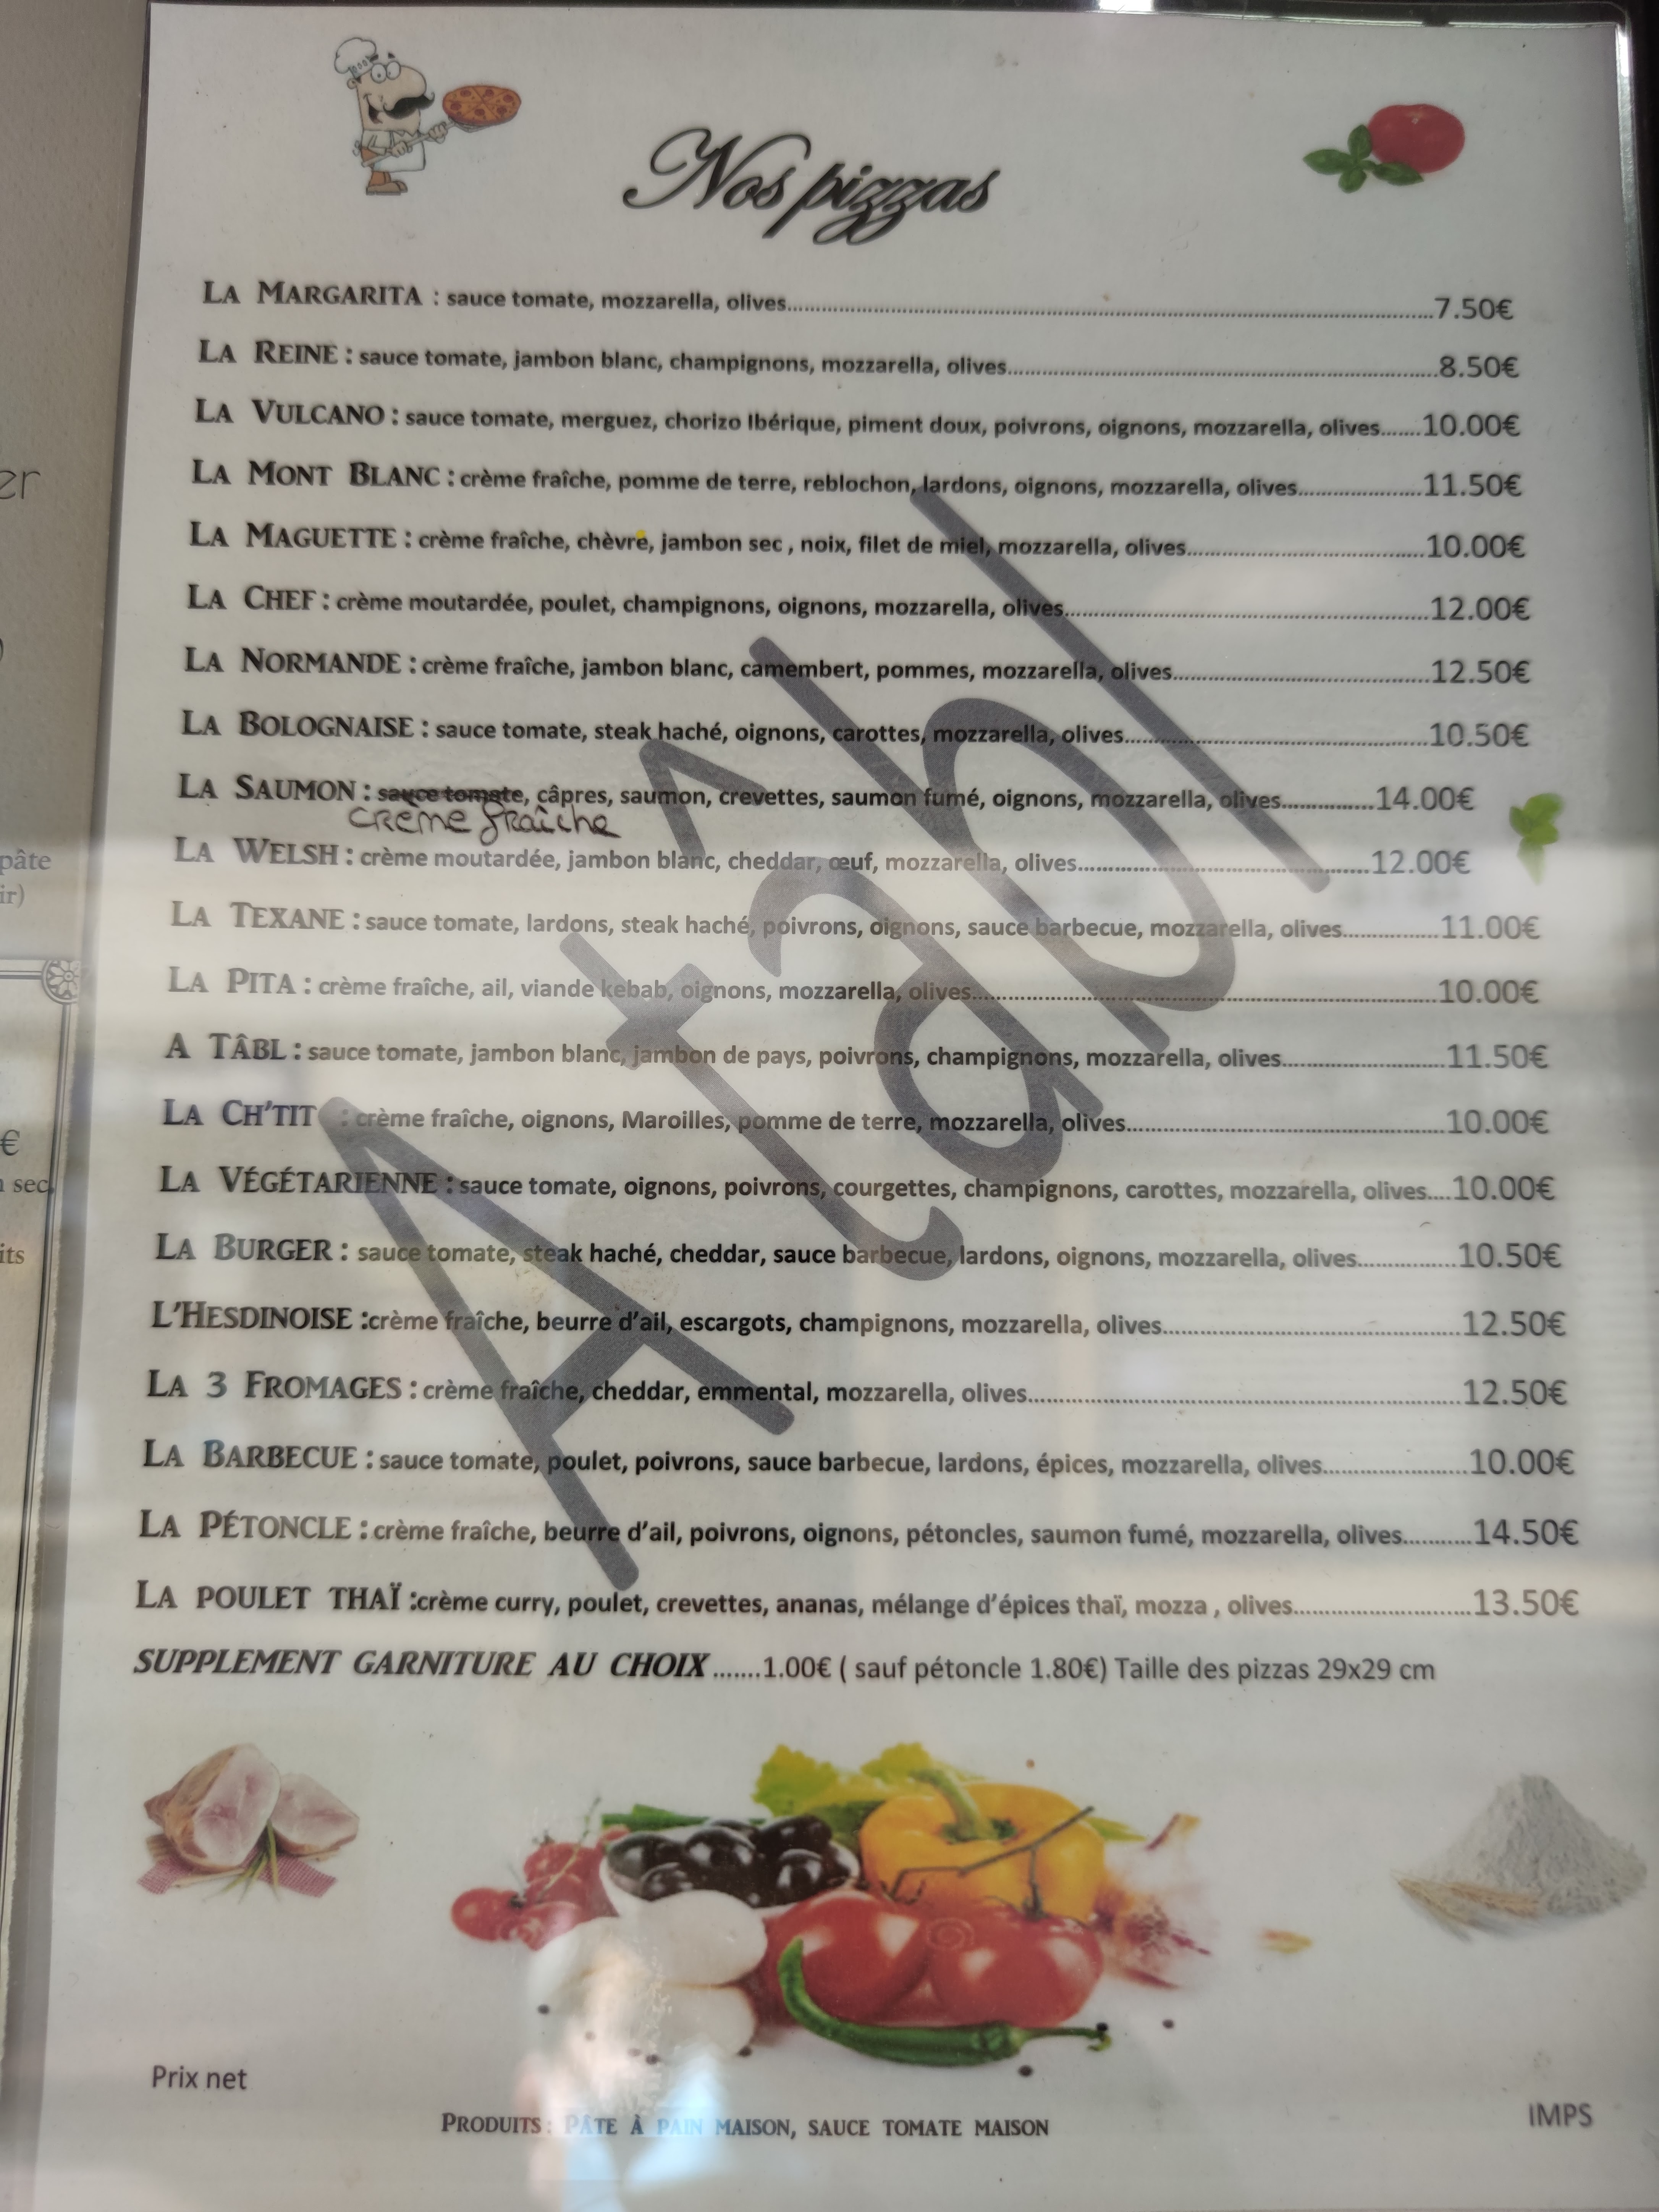 Nos pizzas
LA MARGARITA : sauce tomate, mozzarella, olives 7.50€
LA REINE : sauce tomate, jambon blanc, champignons, mozzarella, olives 8.50€
LA VULCANO : sauce tomate, merguez, chorizo Ibérique, piment doux, poivrons, oignons, mozzarella, olives 10.00€
LA MONT BLANC : crème fraîche, pomme de terre, reblochon, lardons, oignons, mozzarella, olives 11.50€
LA MAGUETTE : crème fraîche, chèvre, jambon sec , noix, filet de miel, mozzarella, olives 10.00€
LA CHEF : crème moutardée, poulet, champignons, oignons, mozzarella, olives 12.00€
LA NORMANDE : crème fraîche, jambon blanc, camembert, pommes, mozzarella, olives 12.50€
LA BOLOGNAISE : sauce tomate, steak haché, oignons, carottes, mozzarella, olives 10.50€
LA SAUMON : sauce tomate, câpres, saumon, crevettes, saumon fumé, oignons, mozzarella, olives 14.00€
crème fraîche
LA WELSH : crème moutardée, jambon blanc, cheddar, œuf, mozzarella, olives 12.00€
LA TEXANE : sauce tomate, lardons, steak haché, poivrons, oignons, sauce barbecue, mozzarella, olives 11.00€
LA PITA : crème fraîche, ail, viande kebab, oignons, mozzarella, olives 10.00€
A TÂBL : sauce tomate, jambon blanc, jambon de pays, poivrons, champignons, mozzarella, olives 11.50€
LA CH'TIT : crème fraîche, oignons, Maroilles, pomme de terre, mozzarella, olives 10.00€
LA VÉGÉTARIENNE : sauce tomate, oignons, poivrons, courgettes, champignons, carottes, mozzarella, olives 10.00€
LA BURGER : sauce tomate, steak haché, cheddar, sauce barbecue, lardons, oignons, mozzarella, olives 10.50€
L'HESDINOISE :crème fraîche, beurre d'ail, escargots, champignons, mozzarella, olives 12.50€
LA 3 FROMAGES : crème fraîche, cheddar, emmental, mozzarella, olives 12.50€
LA BARBECUE : sauce tomate, poulet, poivrons, sauce barbecue, lardons, épices, mozzarella, olives 10.00€
LA PÉTONCLE : crème fraîche, beurre d'ail, poivrons, oignons, pétoncles, saumon fumé, mozzarella, olives 14.50€
LA POULET THAÏ :crème curry, poulet, crevettes, ananas, mélange d'épices thaï, mozza , olives 13.50€
SUPPLEMENT GARNITURE AU CHOIX 1.00€ ( sauf pétoncle 1.80€) Taille des pizzas 29x29 cm
A tâbl
Prix net
PRODUITS : PÂTE À PAIN MAISON, SAUCE TOMATE MAISON
IMPS
pâte
€
sec